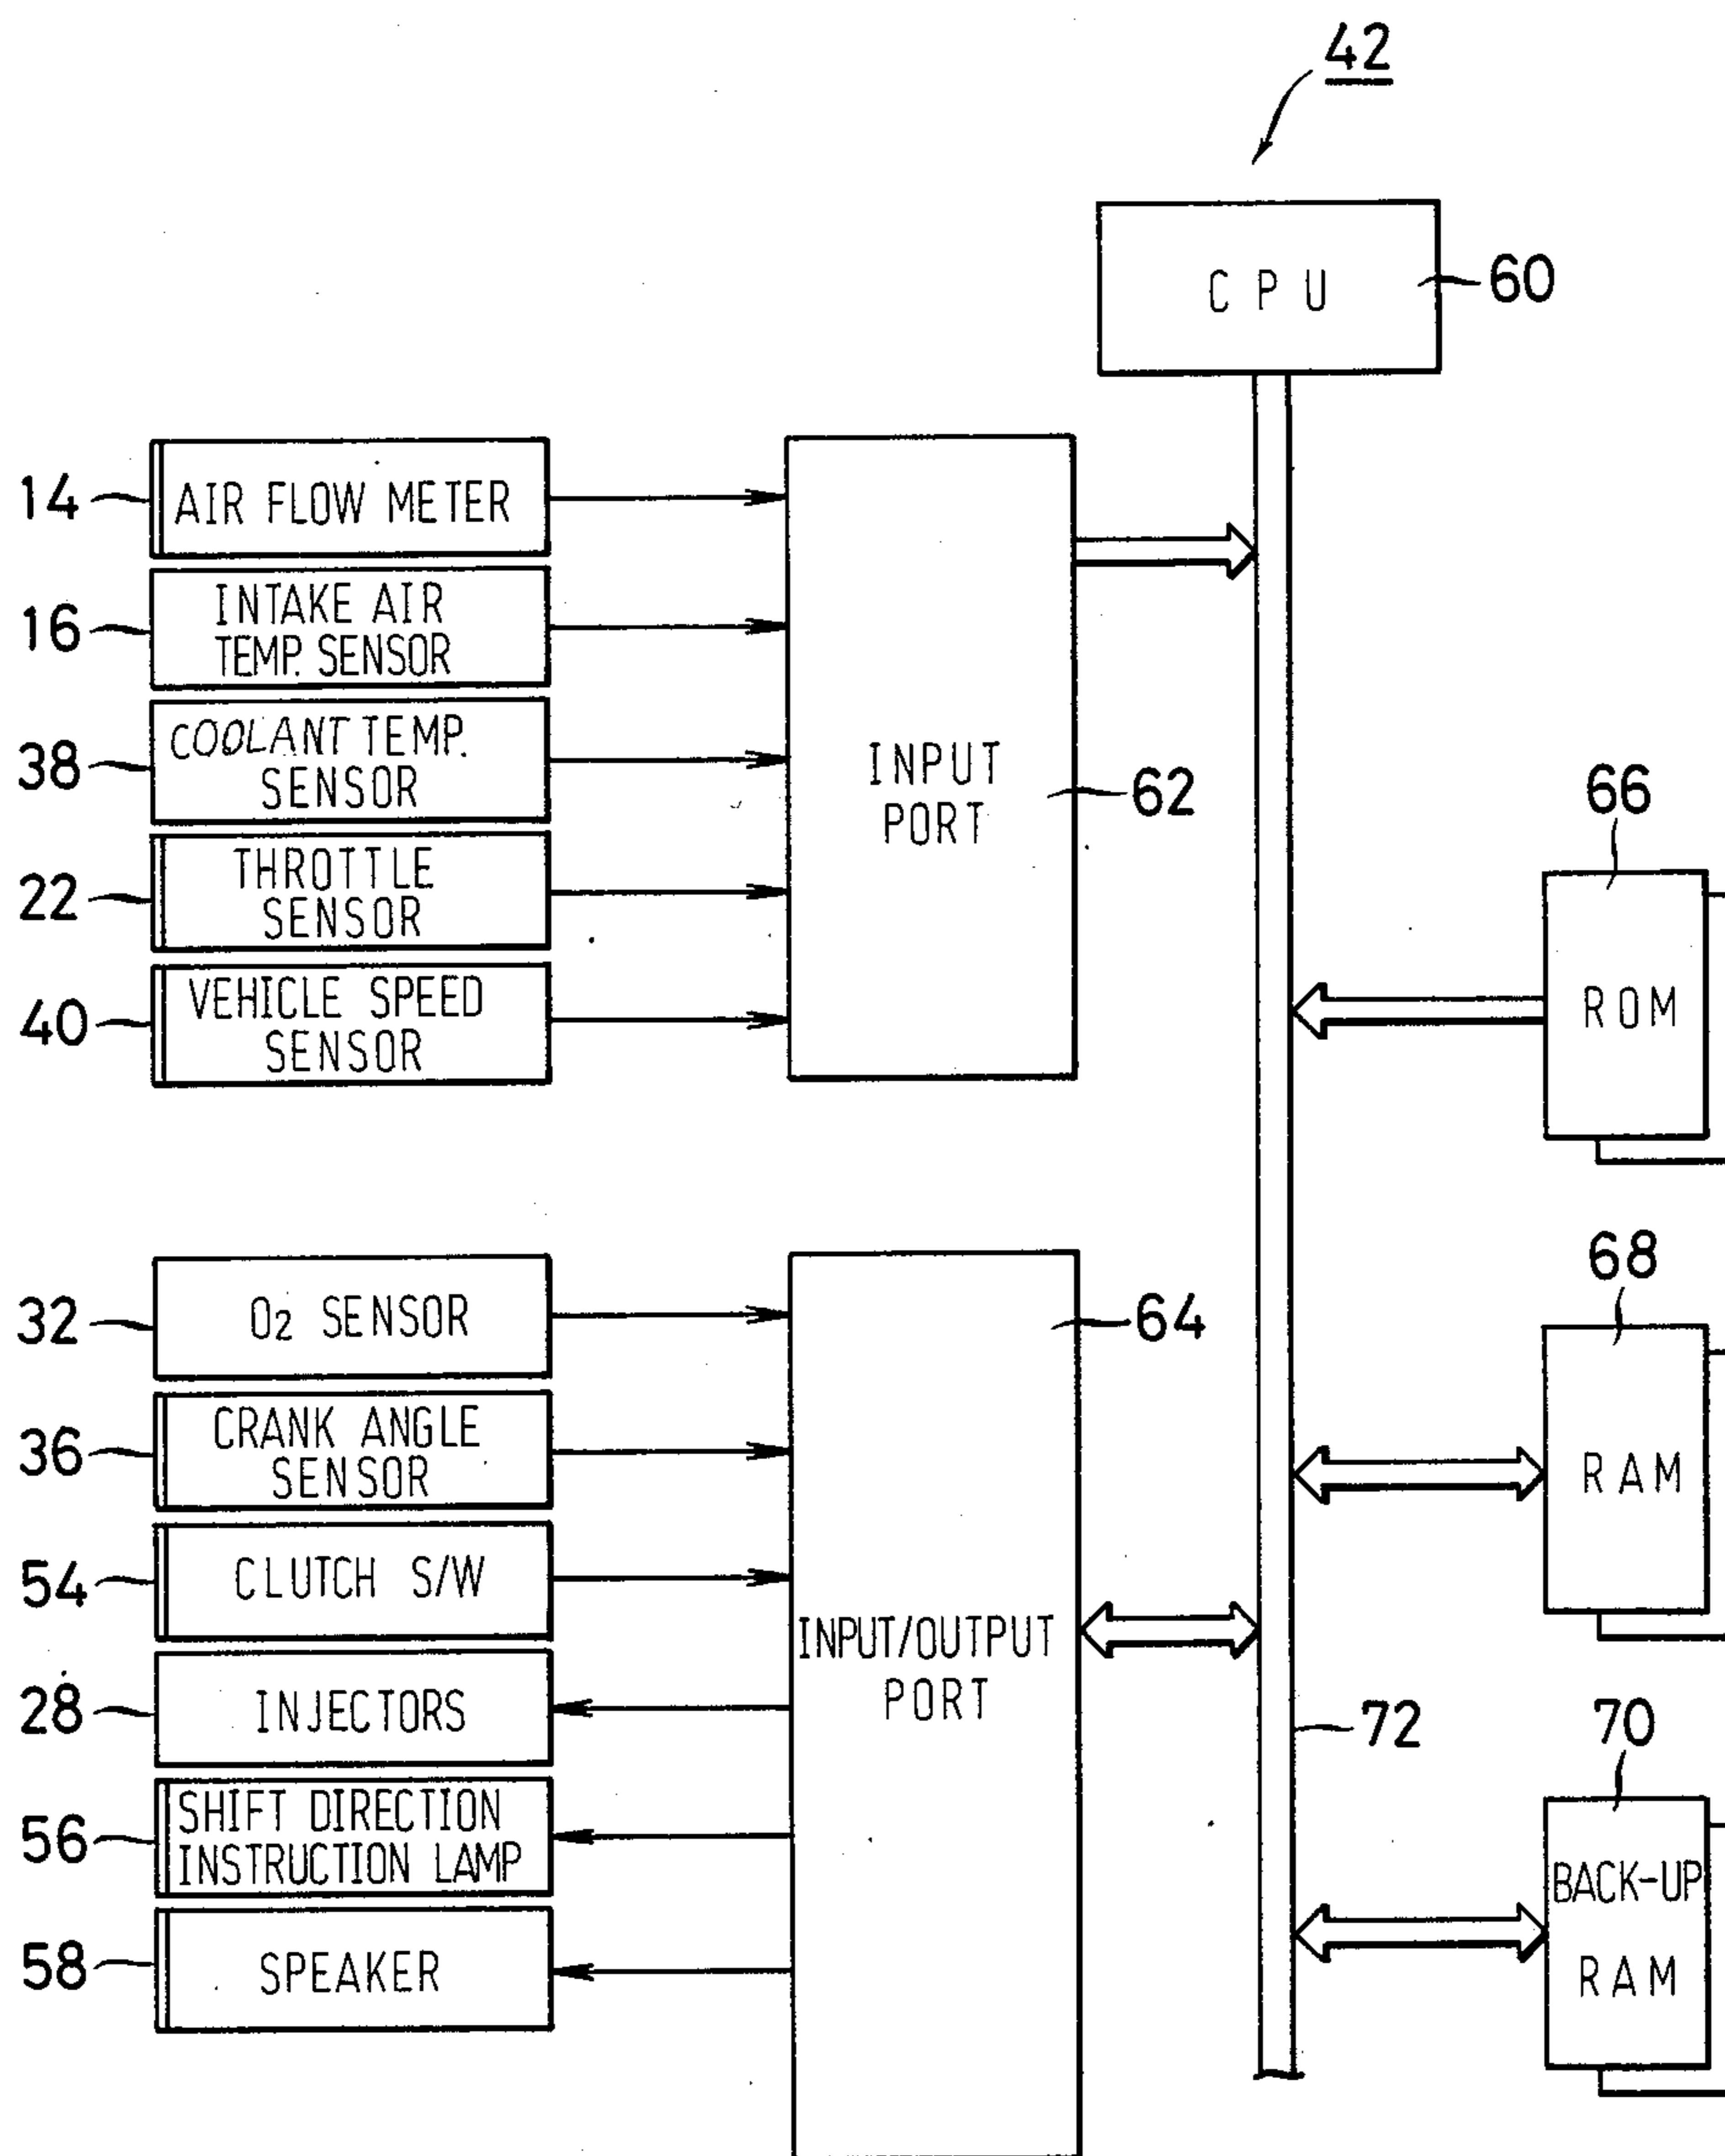 42
CPU
60
14
AIR FLOW METER
16
INTAKE AIR
TEMP. SENSOR
38
COOLANT TEMP.
SENSOR
22
THROTTLE
SENSOR
40
VEHICLE SPEED
SENSOR
INPUT
PORT
62
66
ROM
32
O2 SENSOR
36
CRANK ANGLE
SENSOR
54
CLUTCH S/W
28
INJECTORS
56
SHIFT DIRECTION
INSTRUCTION LAMP
58
SPEAKER
64
INPUT/OUTPUT
PORT
68
RAM
72
70
BACK-UP
RAM